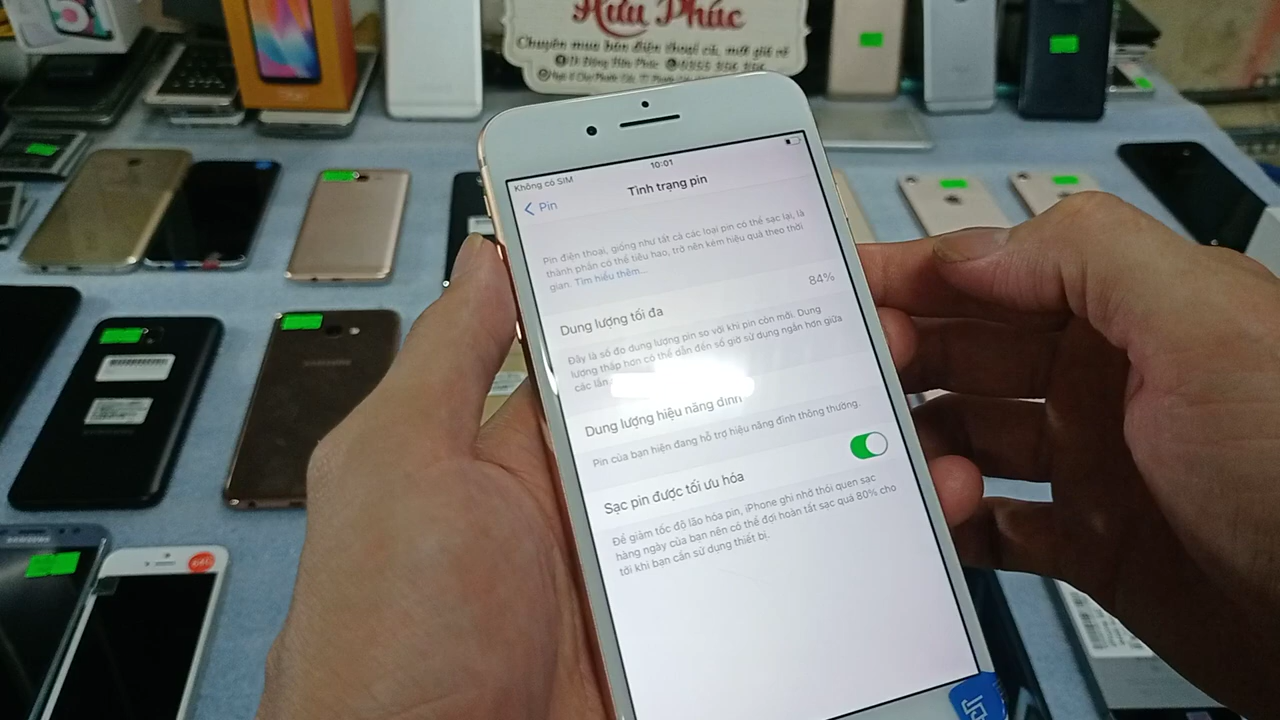 Hữu Phúc
Chuyên mua bán điện thoại cũ, mới giá rẻ
Không có SIM
10:01
Pin
Tình trạng pin
Pin điện thoại, giống như tất cả các loại pin có thể sạc lại, là
thành phần có thể tiêu hao, trở nên kém hiệu quả theo thời
gian. Tìm hiểu thêm...
Dung lượng tối đa
84%
Đây là số đo dung lượng pin so với khi pin còn mới. Dung
lượng thấp hơn có thể dẫn đến số giờ sử dụng ngắn hơn giữa
các lần
Dung lượng hiệu năng đỉnh
Pin của bạn hiện đang hỗ trợ hiệu năng đỉnh thông thường.
Sạc pin được tối ưu hóa
Để giảm tốc độ lão hóa pin, iPhone ghi nhớ thói quen sạc
hàng ngày của bạn nên có thể đợi hoàn tất sạc quá 80% cho
tới khi bạn cần sử dụng thiết bị.
SAMSUNG